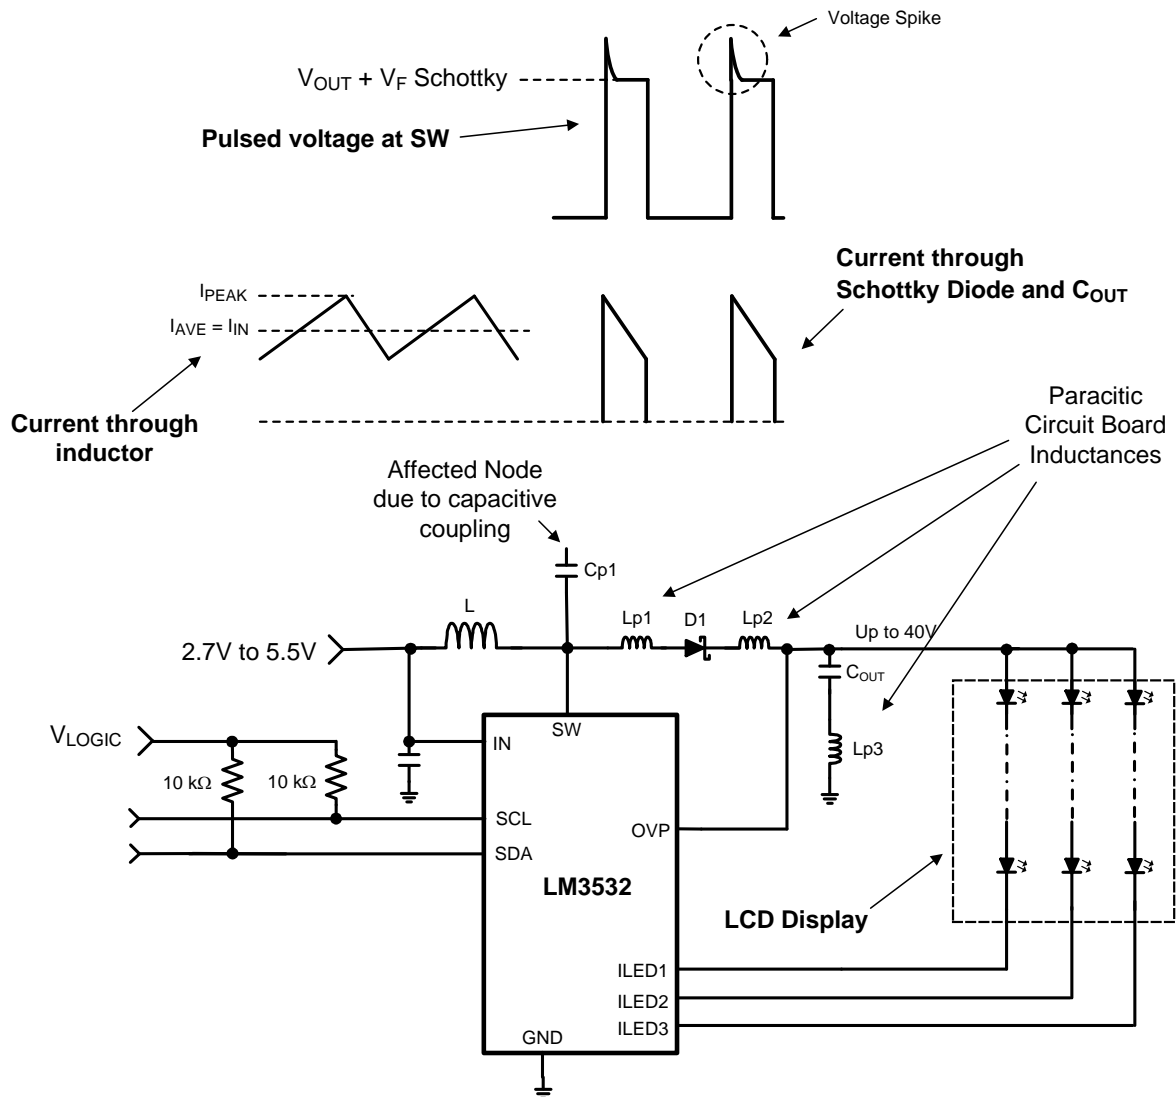 Voltage Spike
V_OUT + V_F Schottky
Pulsed voltage at SW
Current through
Schottky Diode and C_OUT
I_PEAK
I_AVE = I_IN
Current through
inductor
Paracitic
Circuit Board
Inductances
Affected Node
due to capacitive
coupling
Cp1
L
Lp1
D1
Lp2
2.7V to 5.5V
Up to 40V
C_OUT
SW
V_LOGIC
IN
Lp3
10 kΩ
10 kΩ
SCL
OVP
SDA
LM3532
LCD Display
ILED1
ILED2
ILED3
GND